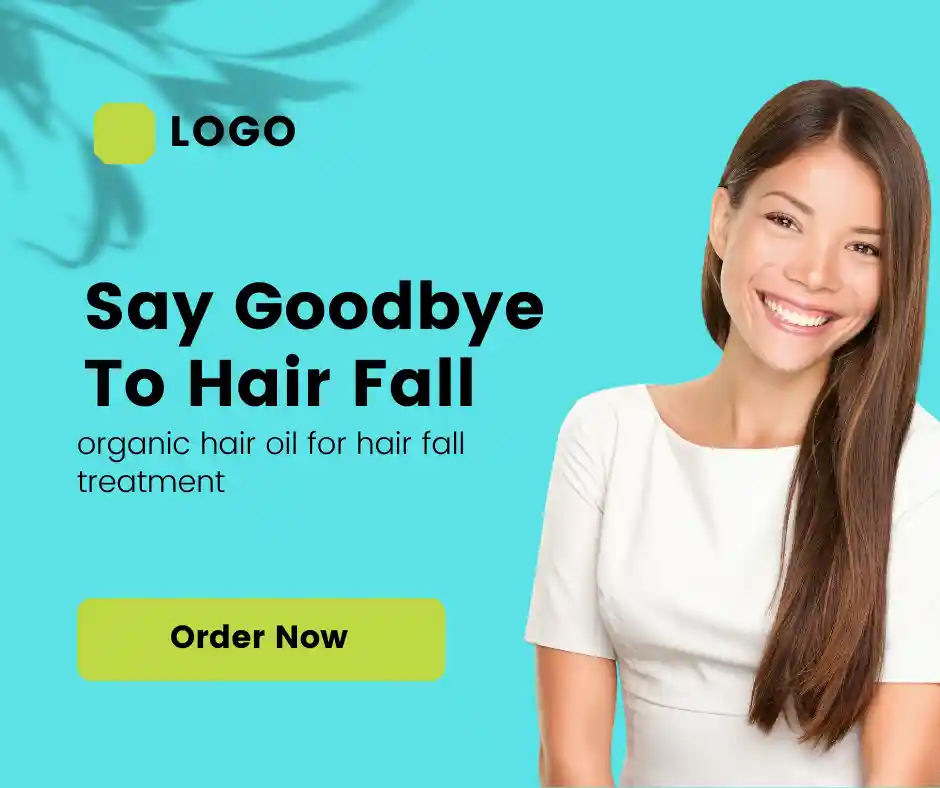 LOGO
Say Goodbye
To Hair Fall
organic hair oil for hair fall
treatment
Order Now